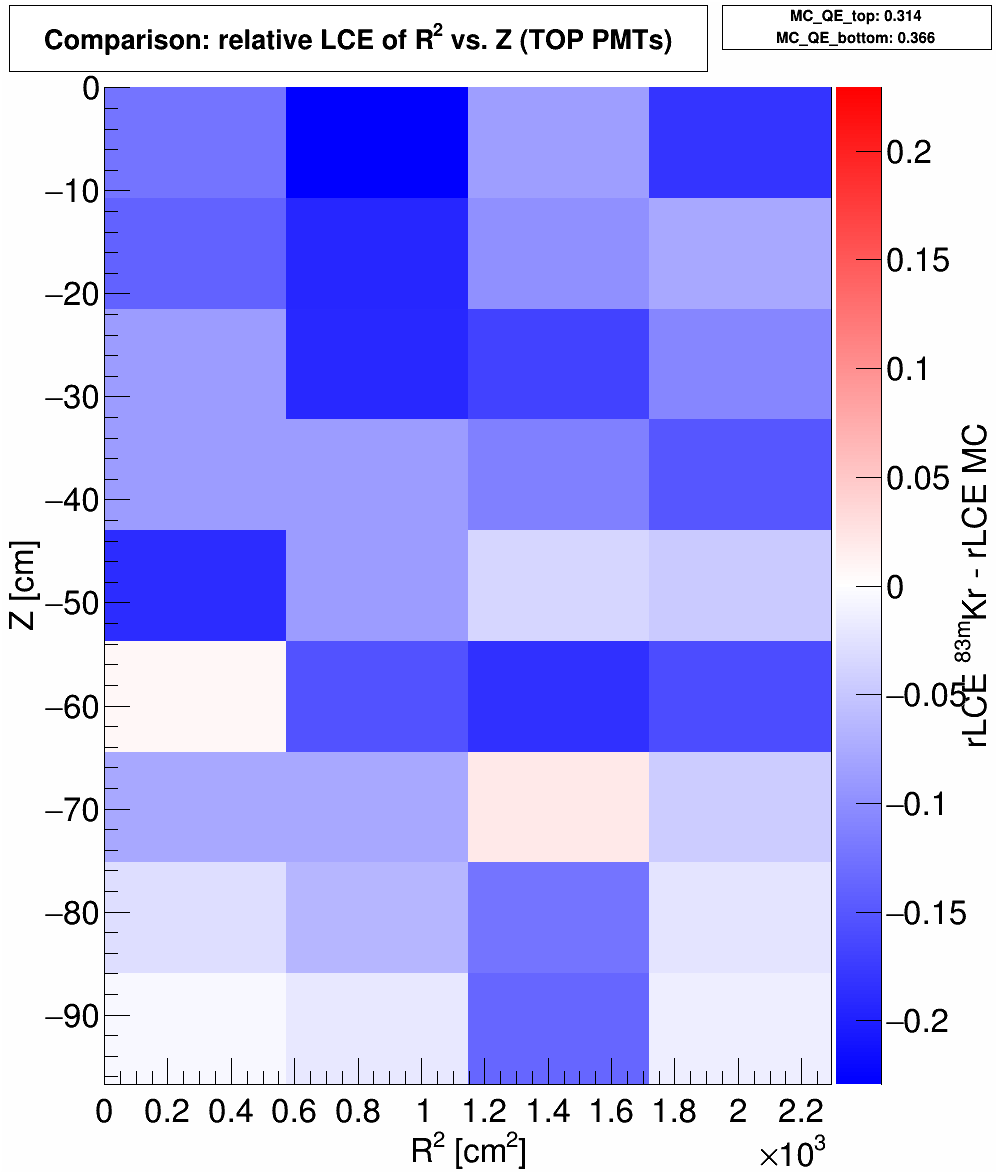 Comparison: relative LCE of R² vs. Z (TOP PMTs)
MC_QE_top: 0.314
MC_QE_bottom: 0.366
0
−10
−20
−30
−40
−50
−60
−70
−80
−90
Z [cm]
0 0.2 0.4 0.6 0.8 1 1.2 1.4 1.6 1.8 2 2.2
×10³
R² [cm²]
0.2
0.15
0.1
0.05
0
−0.05
−0.1
−0.15
−0.2
rLCE ⁸³ᵐKr - rLCE MC